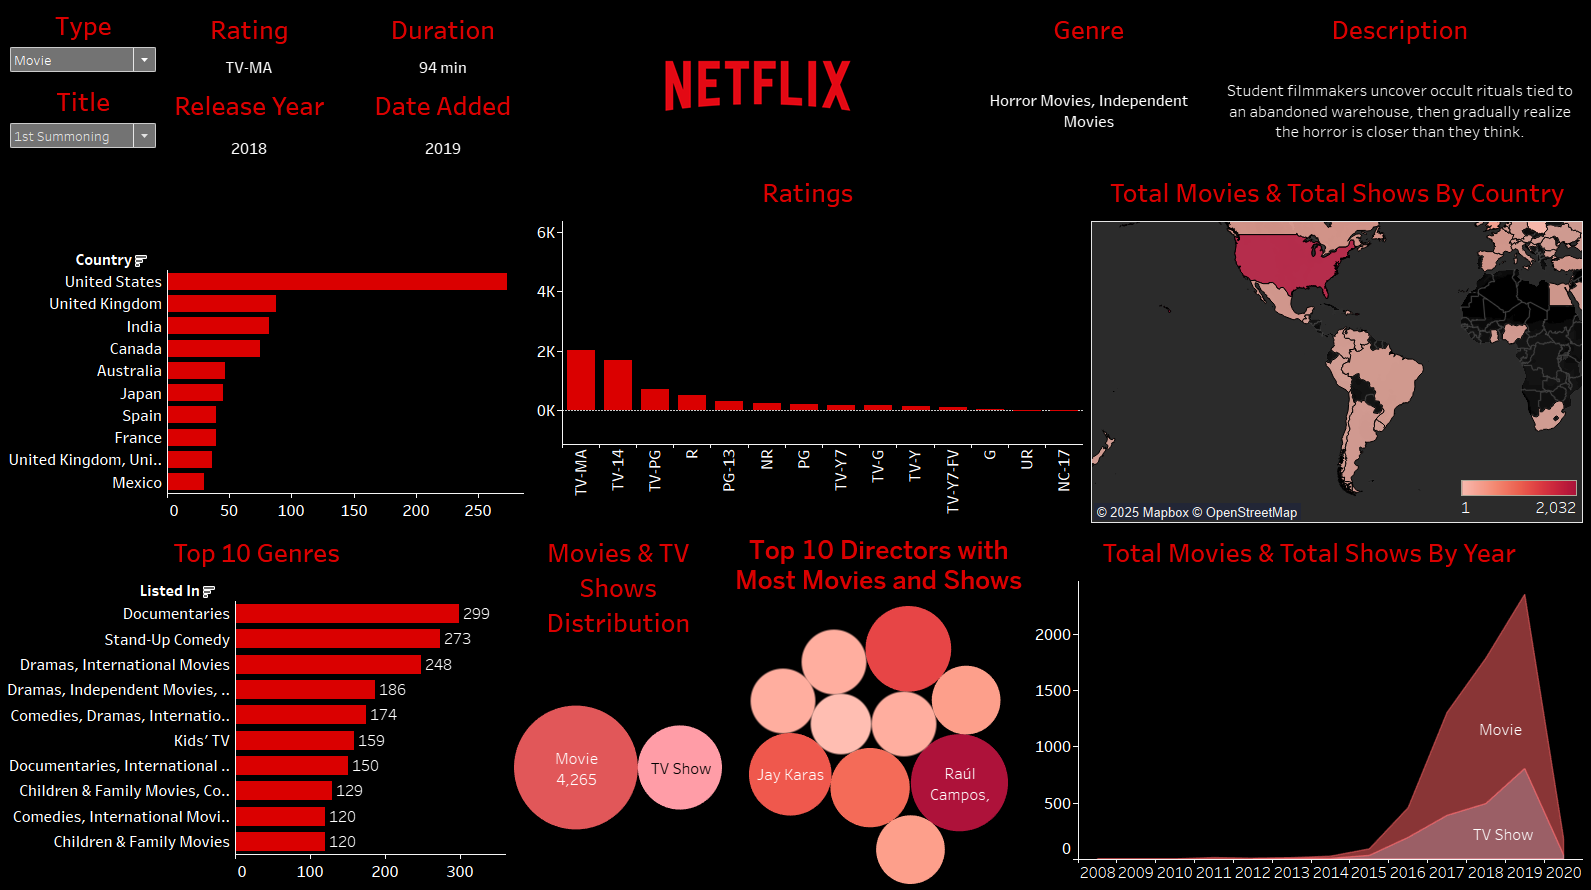 Type
Movie
Title
1st Summoning
Rating
TV-MA
Release Year
2018
Duration
94 min
Date Added
2019
NETFLIX
Genre
Horror Movies, Independent
Movies
Description
Student filmmakers uncover occult rituals tied to
an abandoned warehouse, then gradually realize
the horror is closer than they think.
Country
United States
United Kingdom
India
Canada
Australia
Japan
Spain
France
United Kingdom, Uni..
Mexico
0 50 100 150 200 250
Ratings
6K
4K
2K
0K
TV-MA
TV-14
TV-PG
R
PG-13
NR
PG
TV-Y7
TV-G
TV-Y
TV-Y7-FV
G
UR
NC-17
Total Movies & Total Shows By Country
1 2,032
© 2025 Mapbox © OpenStreetMap
Top 10 Genres
Listed In
Documentaries 299
Stand-Up Comedy 273
Dramas, International Movies 248
Dramas, Independent Movies, .. 186
Comedies, Dramas, Internatio.. 174
Kids' TV 159
Documentaries, International .. 150
Children & Family Movies, Co.. 129
Comedies, International Movi.. 120
Children & Family Movies 120
0 100 200 300
Movies & TV
Shows
Distribution
Movie
4,265
TV Show
Top 10 Directors with
Most Movies and Shows
Jay Karas
Raúl
Campos,
Total Movies & Total Shows By Year
2000
1500
1000
500
0
Movie
TV Show
2008 2009 2010 2011 2012 2013 2014 2015 2016 2017 2018 2019 2020